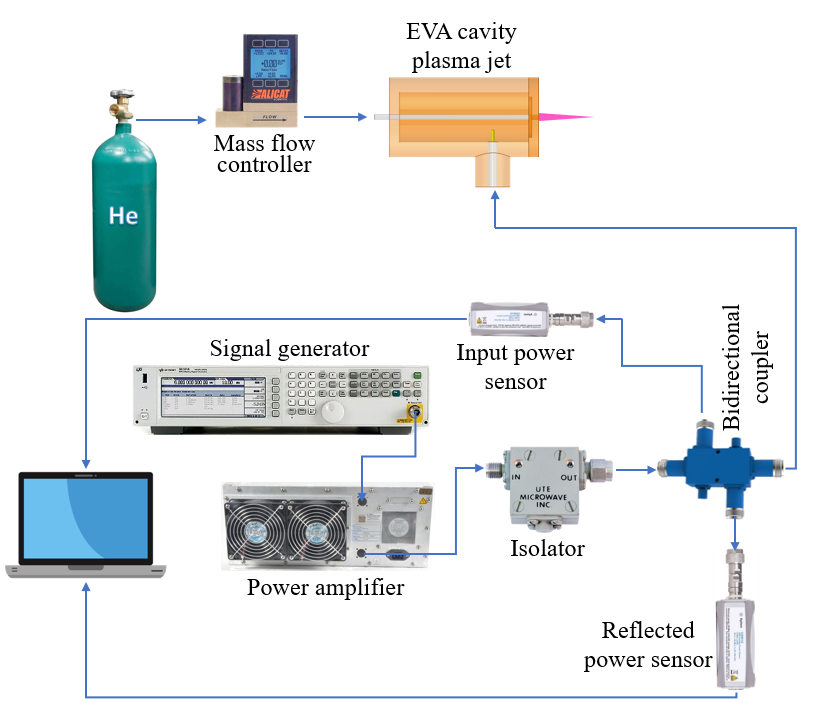 EVA cavity
plasma jet
ALICAT
FLOW
Mass flow
controller
He
Signal generator
Input power
sensor
Bidirectional
coupler
IN
OUT
UTE
MICROWAVE
INC.
Isolator
Power amplifier
Reflected
power sensor